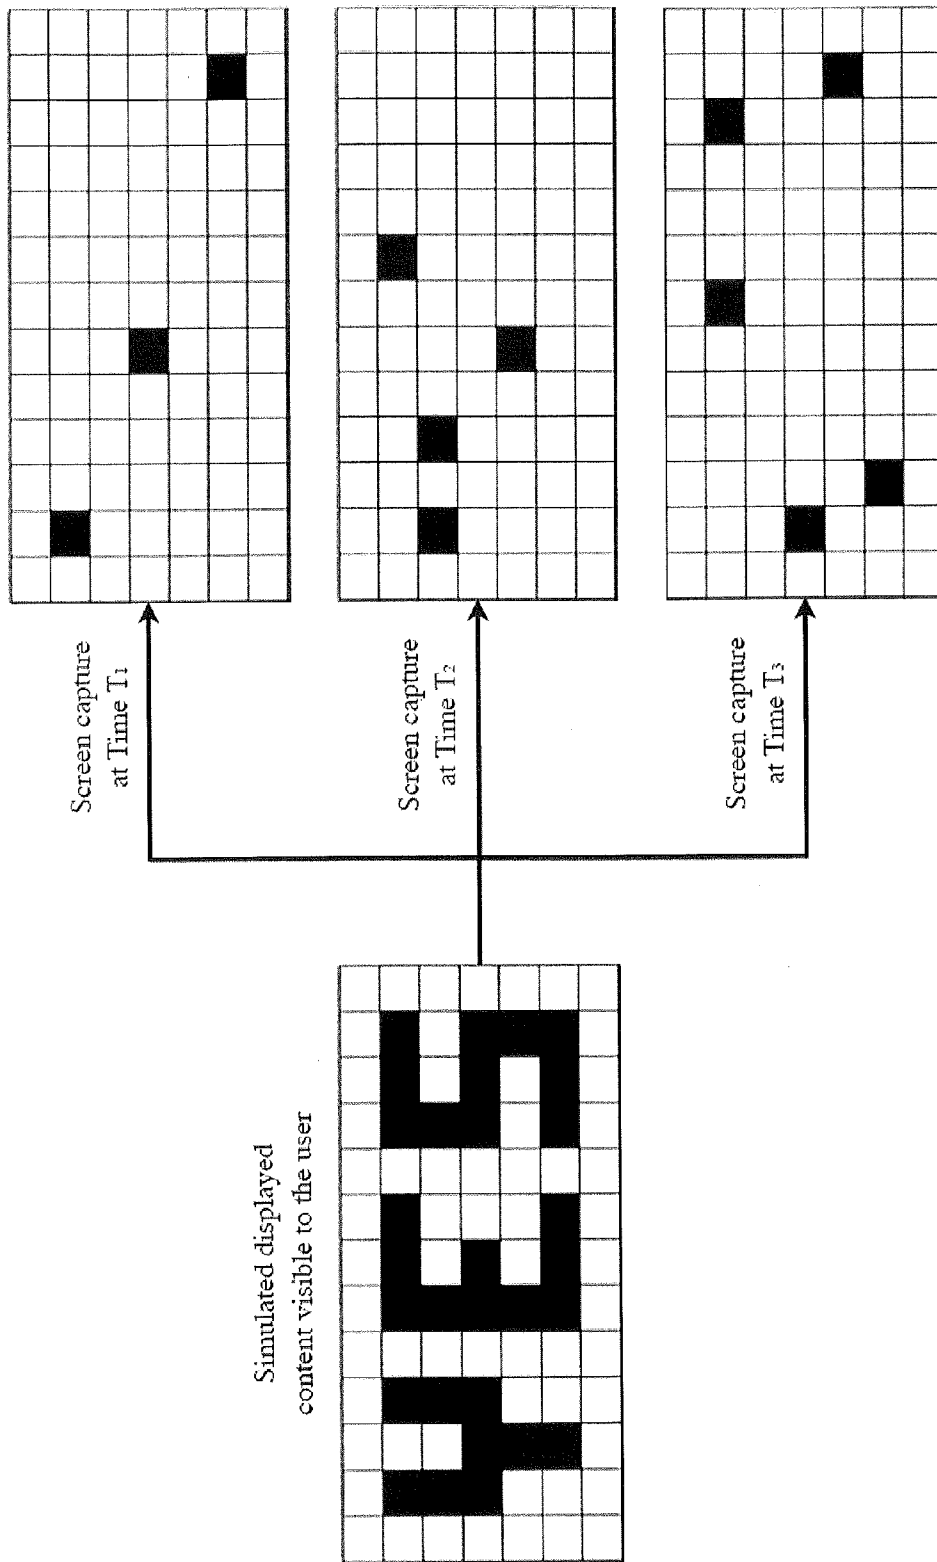 Simulated displayed
content visible to the user
YES
Screen capture
at Time T₁
Screen capture
at Time T₂
Screen capture
at Time T₃